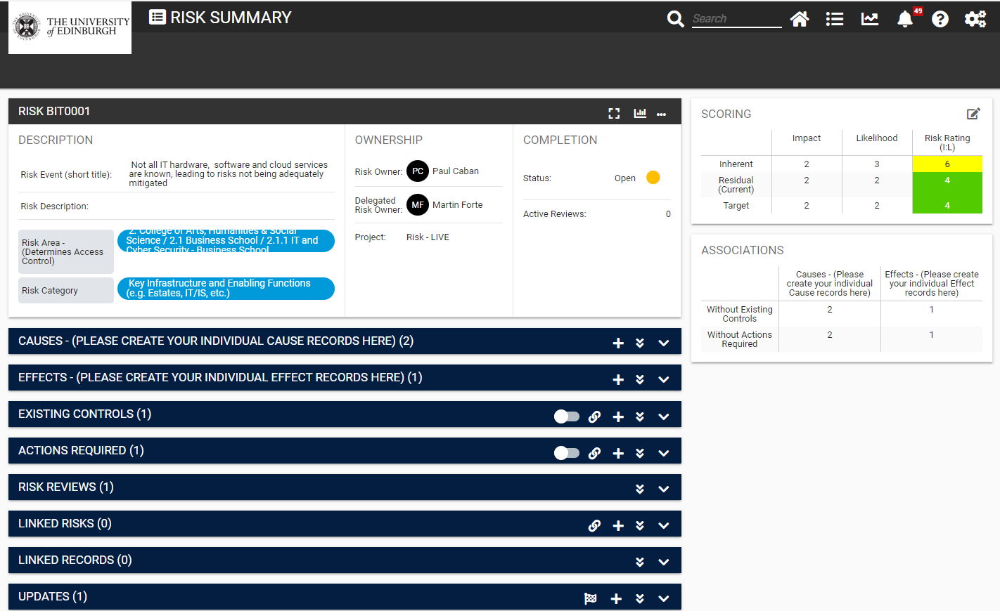 THE UNIVERSITY
of EDINBURGH
RISK SUMMARY
Search
49
RISK BIT0001
DESCRIPTION
Risk Event (short title):
Not all IT hardware, software and cloud services
are known, leading to risks not being adequately
mitigated
Risk Description:
Risk Area -
(Determines Access
Control)
2. College of Arts, Humanities & Social
Science / 2.1 Business School / 2.1.1 IT and
Cyber Security - Business School
Risk Category
Key Infrastructure and Enabling Functions
(e.g. Estates, IT/IS, etc.)
OWNERSHIP
Risk Owner:
PC
Paul Caban
Delegated
Risk Owner:
MF
Martin Forte
Project:
Risk - LIVE
COMPLETION
Status:
Open
Active Reviews:
0
SCORING
Impact
Likelihood
Risk Rating
(I:L)
Inherent
2
3
6
Residual
(Current)
2
2
4
Target
2
2
4
ASSOCIATIONS
Causes - (Please
create your individual
Cause records here)
Effects - (Please create
your individual Effect
records here)
Without Existing
Controls
2
1
Without Actions
Required
2
1
CAUSES - (PLEASE CREATE YOUR INDIVIDUAL CAUSE RECORDS HERE) (2)
EFFECTS - (PLEASE CREATE YOUR INDIVIDUAL EFFECT RECORDS HERE) (1)
EXISTING CONTROLS (1)
ACTIONS REQUIRED (1)
RISK REVIEWS (1)
LINKED RISKS (0)
LINKED RECORDS (0)
UPDATES (1)